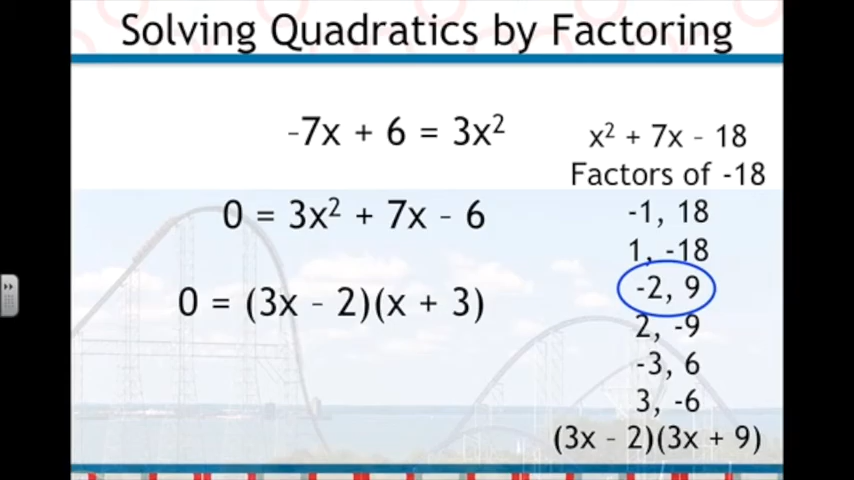 Solving Quadratics by Factoring
-7x + 6 = 3x²
0 = 3x² + 7x - 6
0 = (3x - 2)(x + 3)
x² + 7x - 18
Factors of -18
-1, 18
1, -18
-2, 9
2, -9
-3, 6
3, -6
(3x - 2)(3x + 9)